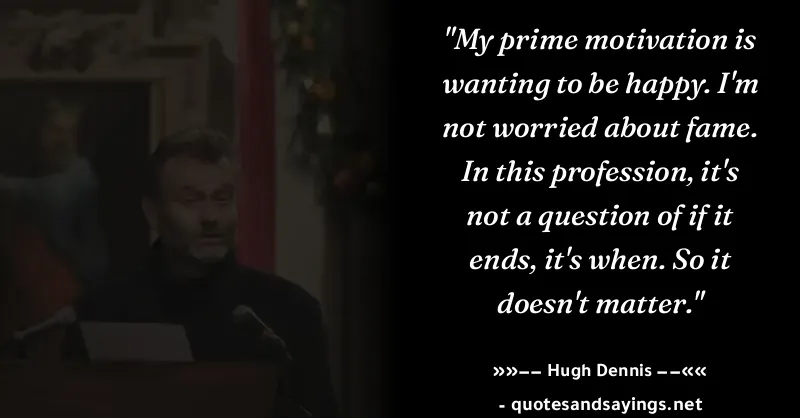 "My prime motivation is
wanting to be happy. I'm
not worried about fame.
In this profession, it's
not a question of if it
ends, it's when. So it
doesn't matter."
»»−− Hugh Dennis −−««
- quotesandsayings.net